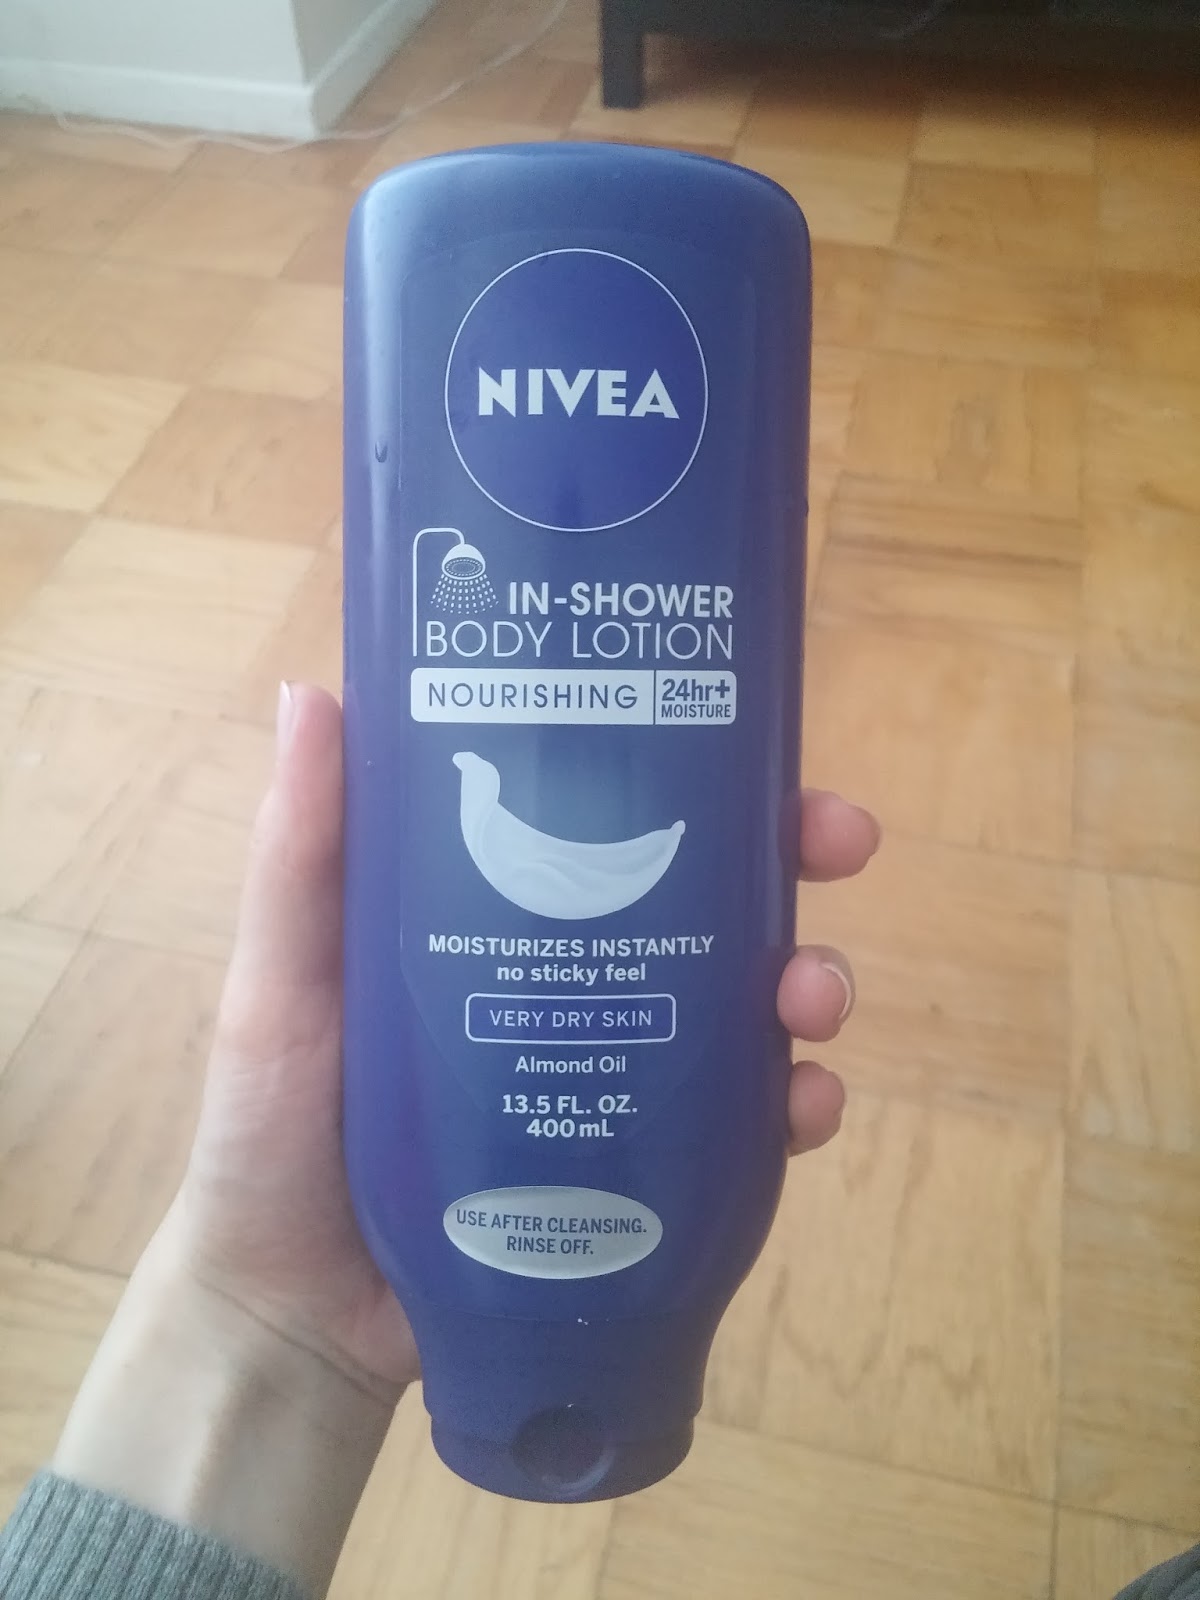 NIVEA
IN-SHOWER
BODY LOTION
NOURISHING
24hr+
MOISTURE
MOISTURIZES INSTANTLY
no sticky feel
VERY DRY SKIN
Almond Oil
13.5 FL. OZ.
400 mL
USE AFTER CLEANSING.
RINSE OFF.